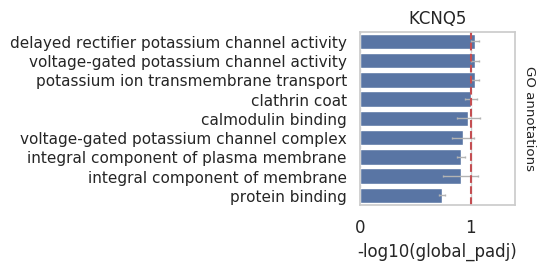 KCNQ5
delayed rectifier potassium channel activity
voltage-gated potassium channel activity
potassium ion transmembrane transport
clathrin coat
calmodulin binding
voltage-gated potassium channel complex
integral component of plasma membrane
integral component of membrane
protein binding
GO annotations
0 1
-log10(global_padj)